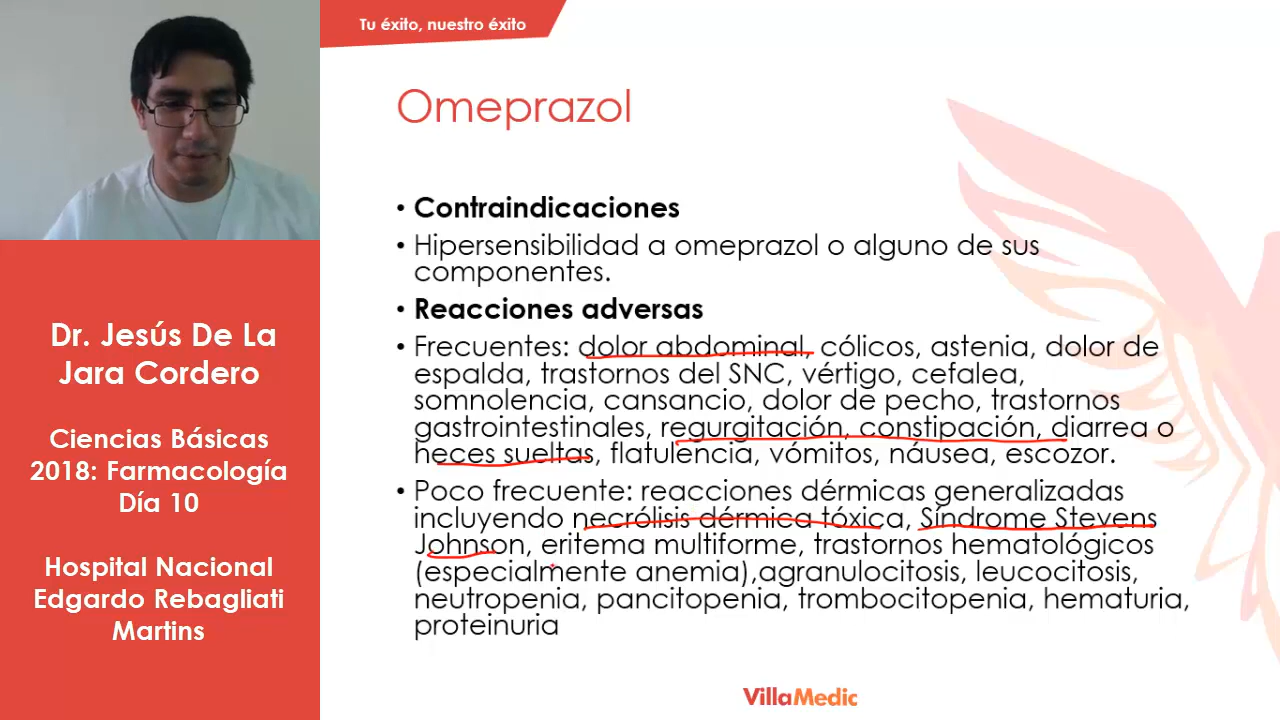 Tu éxito, nuestro éxito
Omeprazol
• Contraindicaciones
• Hipersensibilidad a omeprazol o alguno de sus
componentes.
• Reacciones adversas
• Frecuentes: dolor abdominal, cólicos, astenia, dolor de
espalda, trastornos del SNC, vértigo, cefalea,
somnolencia, cansancio, dolor de pecho, trastornos
gastrointestinales, regurgitación, constipación, diarrea o
heces sueltas, flatulencia, vómitos, náusea, escozor.
• Poco frecuente: reacciones dérmicas generalizadas
incluyendo necrólisis dérmica tóxica, Síndrome Stevens
Johnson, eritema multiforme, trastornos hematológicos
(especialmente anemia),agranulocitosis, leucocitosis,
neutropenia, pancitopenia, trombocitopenia, hematuria,
proteinuria
Dr. Jesús De La
Jara Cordero
Ciencias Básicas
2018: Farmacología
Día 10
Hospital Nacional
Edgardo Rebagliati
Martins
VillaMedic